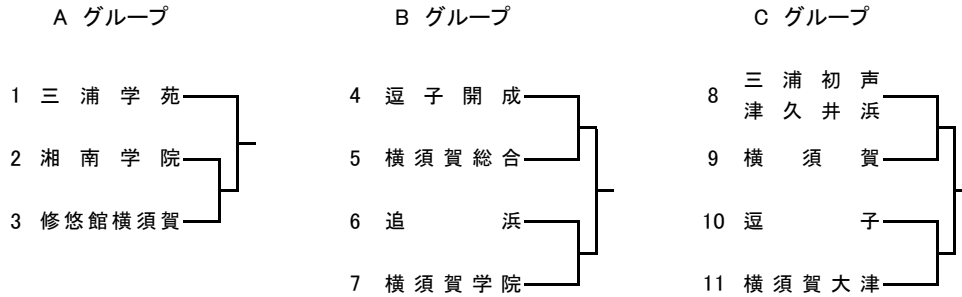 A グループ
1 三浦学苑
2 湘南学院
3 修悠館横須賀
B グループ
4 逗子開成
5 横須賀総合
6 追浜
7 横須賀学院
C グループ
8 三浦初声
津久井浜
9 横須賀
10 逗子
11 横須賀大津